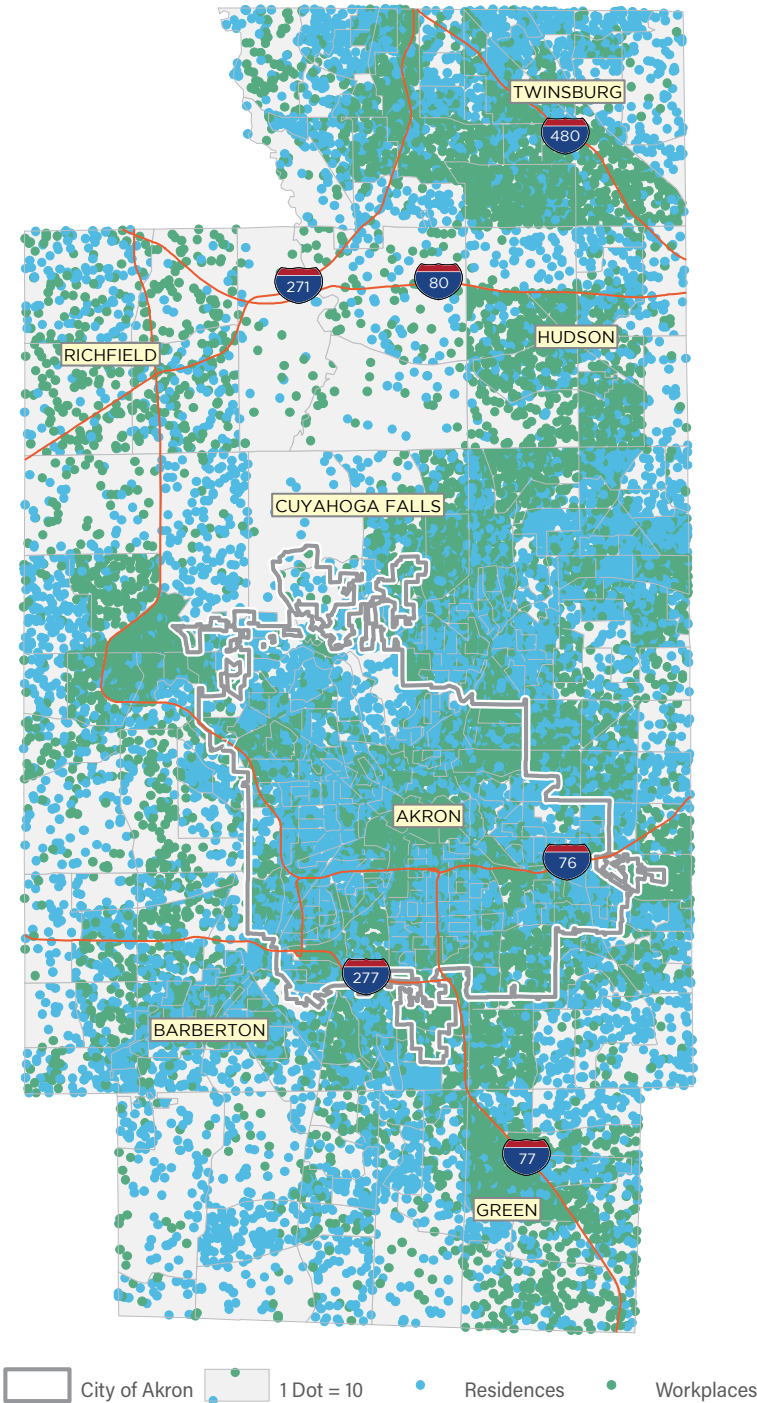 TWINSBURG
480
271
80
HUDSON
RICHFIELD
CUYAHOGA FALLS
AKRON
76
277
BARBERTON
77
GREEN
City of Akron 1 Dot = 10 Residences Workplaces